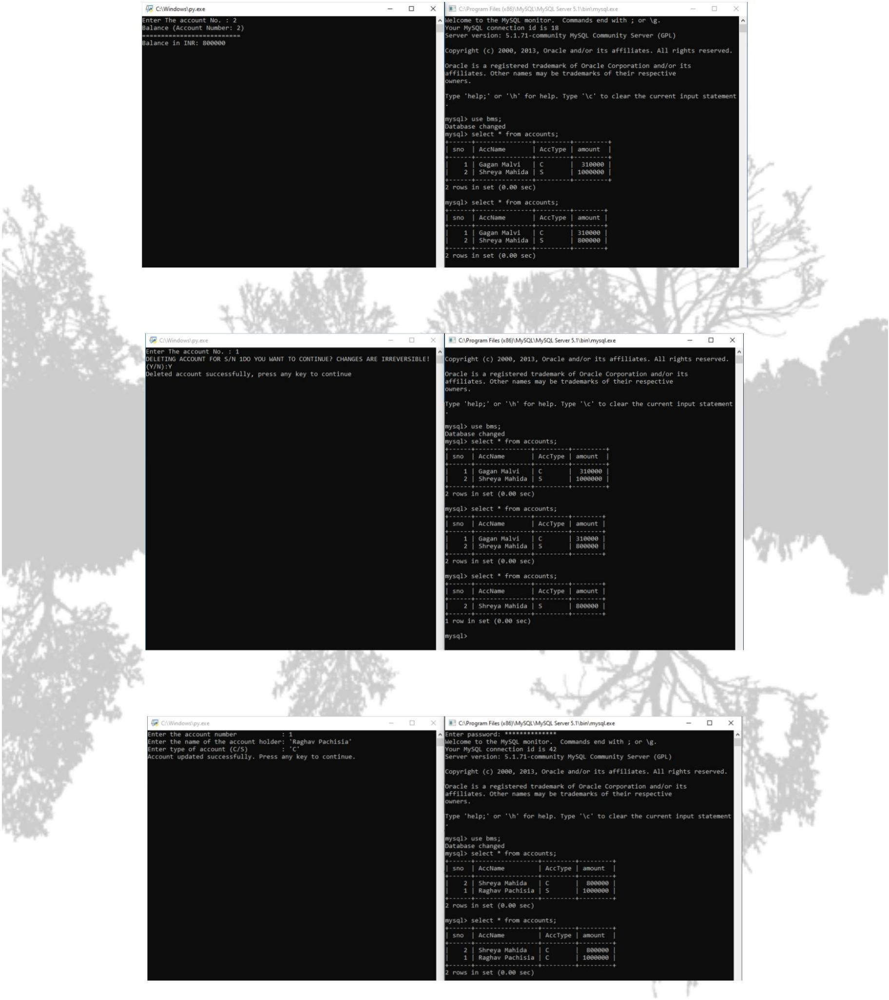 C:\Windows\py.exe
Enter The account No. : 2
Balance (Account Number: 2)
==========================
Balance in INR: 800000
C:\Program Files (x86)\MySQL\MySQL Server 5.1\bin\mysql.exe
Welcome to the MySQL monitor.  Commands end with ; or \g.
Your MySQL connection id is 18
Server version: 5.1.71-community MySQL Community Server (GPL)
Copyright (c) 2000, 2013, Oracle and/or its affiliates. All rights reserved.
Oracle is a registered trademark of Oracle Corporation and/or its
affiliates. Other names may be trademarks of their respective
owners.
Type 'help;' or '\h' for help. Type '\c' to clear the current input statement
.
mysql> use bms;
Database changed
mysql> select * from accounts;
+------+---------------+---------+---------+
| sno  | AccName       | AccType | amount  |
+------+---------------+---------+---------+
|    1 | Gagan Malvi   | C       |  310000 |
|    2 | Shreya Mahida | S       | 1000000 |
+------+---------------+---------+---------+
2 rows in set (0.00 sec)
mysql> select * from accounts;
+------+---------------+---------+--------+
| sno  | AccName       | AccType | amount |
+------+---------------+---------+--------+
|    1 | Gagan Malvi   | C       | 310000 |
|    2 | Shreya Mahida | S       | 800000 |
+------+---------------+---------+--------+
2 rows in set (0.00 sec)
C:\Windows\py.exe
Enter The account No. : 1
DELETING ACCOUNT FOR S/N 1DO YOU WANT TO CONTINUE? CHANGES ARE IRREVERSIBLE!
(Y/N):Y
Deleted account successfully, press any key to continue
C:\Program Files (x86)\MySQL\MySQL Server 5.1\bin\mysql.exe
Copyright (c) 2000, 2013, Oracle and/or its affiliates. All rights reserved.
Oracle is a registered trademark of Oracle Corporation and/or its
affiliates. Other names may be trademarks of their respective
owners.
Type 'help;' or '\h' for help. Type '\c' to clear the current input statement
.
mysql> use bms;
Database changed
mysql> select * from accounts;
+------+---------------+---------+---------+
| sno  | AccName       | AccType | amount  |
+------+---------------+---------+---------+
|    1 | Gagan Malvi   | C       |  310000 |
|    2 | Shreya Mahida | S       | 1000000 |
+------+---------------+---------+---------+
2 rows in set (0.00 sec)
mysql> select * from accounts;
+------+---------------+---------+--------+
| sno  | AccName       | AccType | amount |
+------+---------------+---------+--------+
|    1 | Gagan Malvi   | C       | 310000 |
|    2 | Shreya Mahida | S       | 800000 |
+------+---------------+---------+--------+
2 rows in set (0.00 sec)
mysql> select * from accounts;
+------+---------------+---------+--------+
| sno  | AccName       | AccType | amount |
+------+---------------+---------+--------+
|    2 | Shreya Mahida | S       | 800000 |
+------+---------------+---------+--------+
1 row in set (0.00 sec)
mysql>
C:\Windows\py.exe
Enter the account number            : 1
Enter the name of the account holder: 'Raghav Pachisia'
Enter type of account (C/S)         : 'C'
Account updated successfully. Press any key to continue.
C:\Program Files (x86)\MySQL\MySQL Server 5.1\bin\mysql.exe
Enter password: **************
Welcome to the MySQL monitor.  Commands end with ; or \g.
Your MySQL connection id is 42
Server version: 5.1.71-community MySQL Community Server (GPL)
Copyright (c) 2000, 2013, Oracle and/or its affiliates. All rights reserved.
Oracle is a registered trademark of Oracle Corporation and/or its
affiliates. Other names may be trademarks of their respective
owners.
Type 'help;' or '\h' for help. Type '\c' to clear the current input statement
.
mysql> use bms;
Database changed
mysql> select * from accounts;
+------+-----------------+---------+---------+
| sno  | AccName         | AccType | amount  |
+------+-----------------+---------+---------+
|    2 | Shreya Mahida   | C       |  800000 |
|    1 | Raghav Pachisia | S       | 1000000 |
+------+-----------------+---------+---------+
2 rows in set (0.00 sec)
mysql> select * from accounts;
+------+-----------------+---------+---------+
| sno  | AccName         | AccType | amount  |
+------+-----------------+---------+---------+
|    2 | Shreya Mahida   | C       |  800000 |
|    1 | Raghav Pachisia | C       | 1000000 |
+------+-----------------+---------+---------+
2 rows in set (0.00 sec)